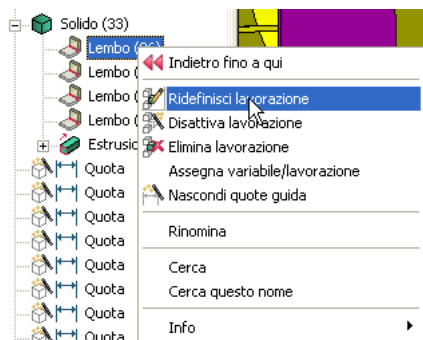 Solido (33)
Lembo (
Indietro fino a qui
Lembo (
Lembo (
Ridefinisci lavorazione
Lembo (
Disattiva lavorazione
Estrusio
Elimina lavorazione
Quota
Assegna variabile/lavorazione
Quota
Nascondi quote guida
Quota
Rinomina
Quota
Quota
Cerca
Quota
Cerca questo nome
Quota
Info
Quota